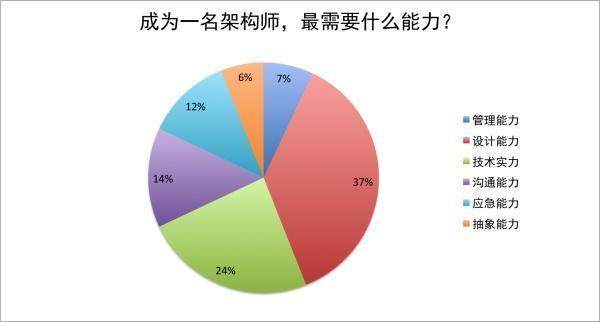 成为一名架构师，最需要什么能力？
6%
7%
12%
14%
37%
24%
管理能力
设计能力
技术实力
沟通能力
应急能力
抽象能力